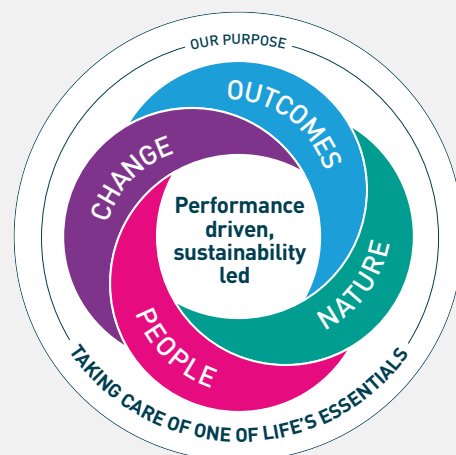 OUR PURPOSE
OUTCOMES
CHANGE
Performance
driven,
sustainability
led
NATURE
PEOPLE
TAKING CARE OF ONE OF LIFE'S ESSENTIALS